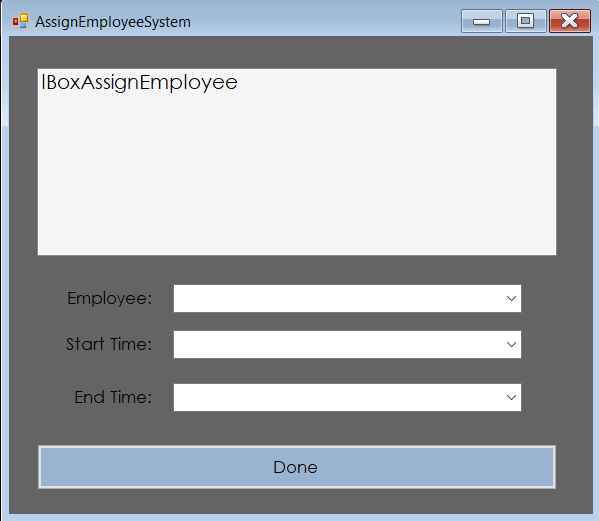 AssignEmployeeSystem
lBoxAssignEmployee
Employee:
Start Time:
End Time:
Done